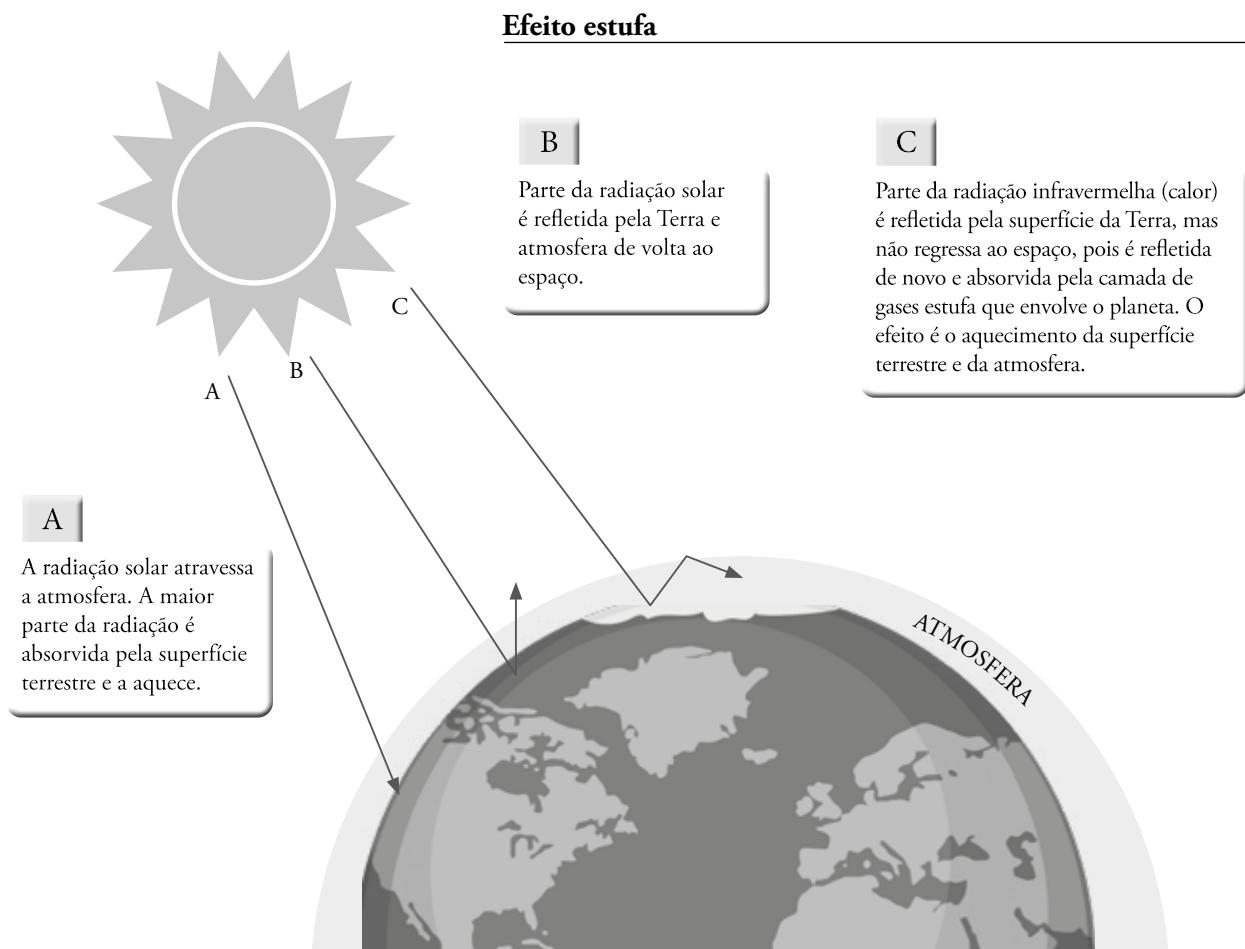 Efeito estufa
B
Parte da radiação solar
é refletida pela Terra e
atmosfera de volta ao
espaço.
C
Parte da radiação infravermelha (calor)
é refletida pela superfície da Terra, mas
não regressa ao espaço, pois é refletida
de novo e absorvida pela camada de
gases estufa que envolve o planeta. O
efeito é o aquecimento da superfície
terrestre e da atmosfera.
C
B
A
A
A radiação solar atravessa
a atmosfera. A maior
parte da radiação é
absorvida pela superfície
terrestre e a aquece.
ATMOSFERA